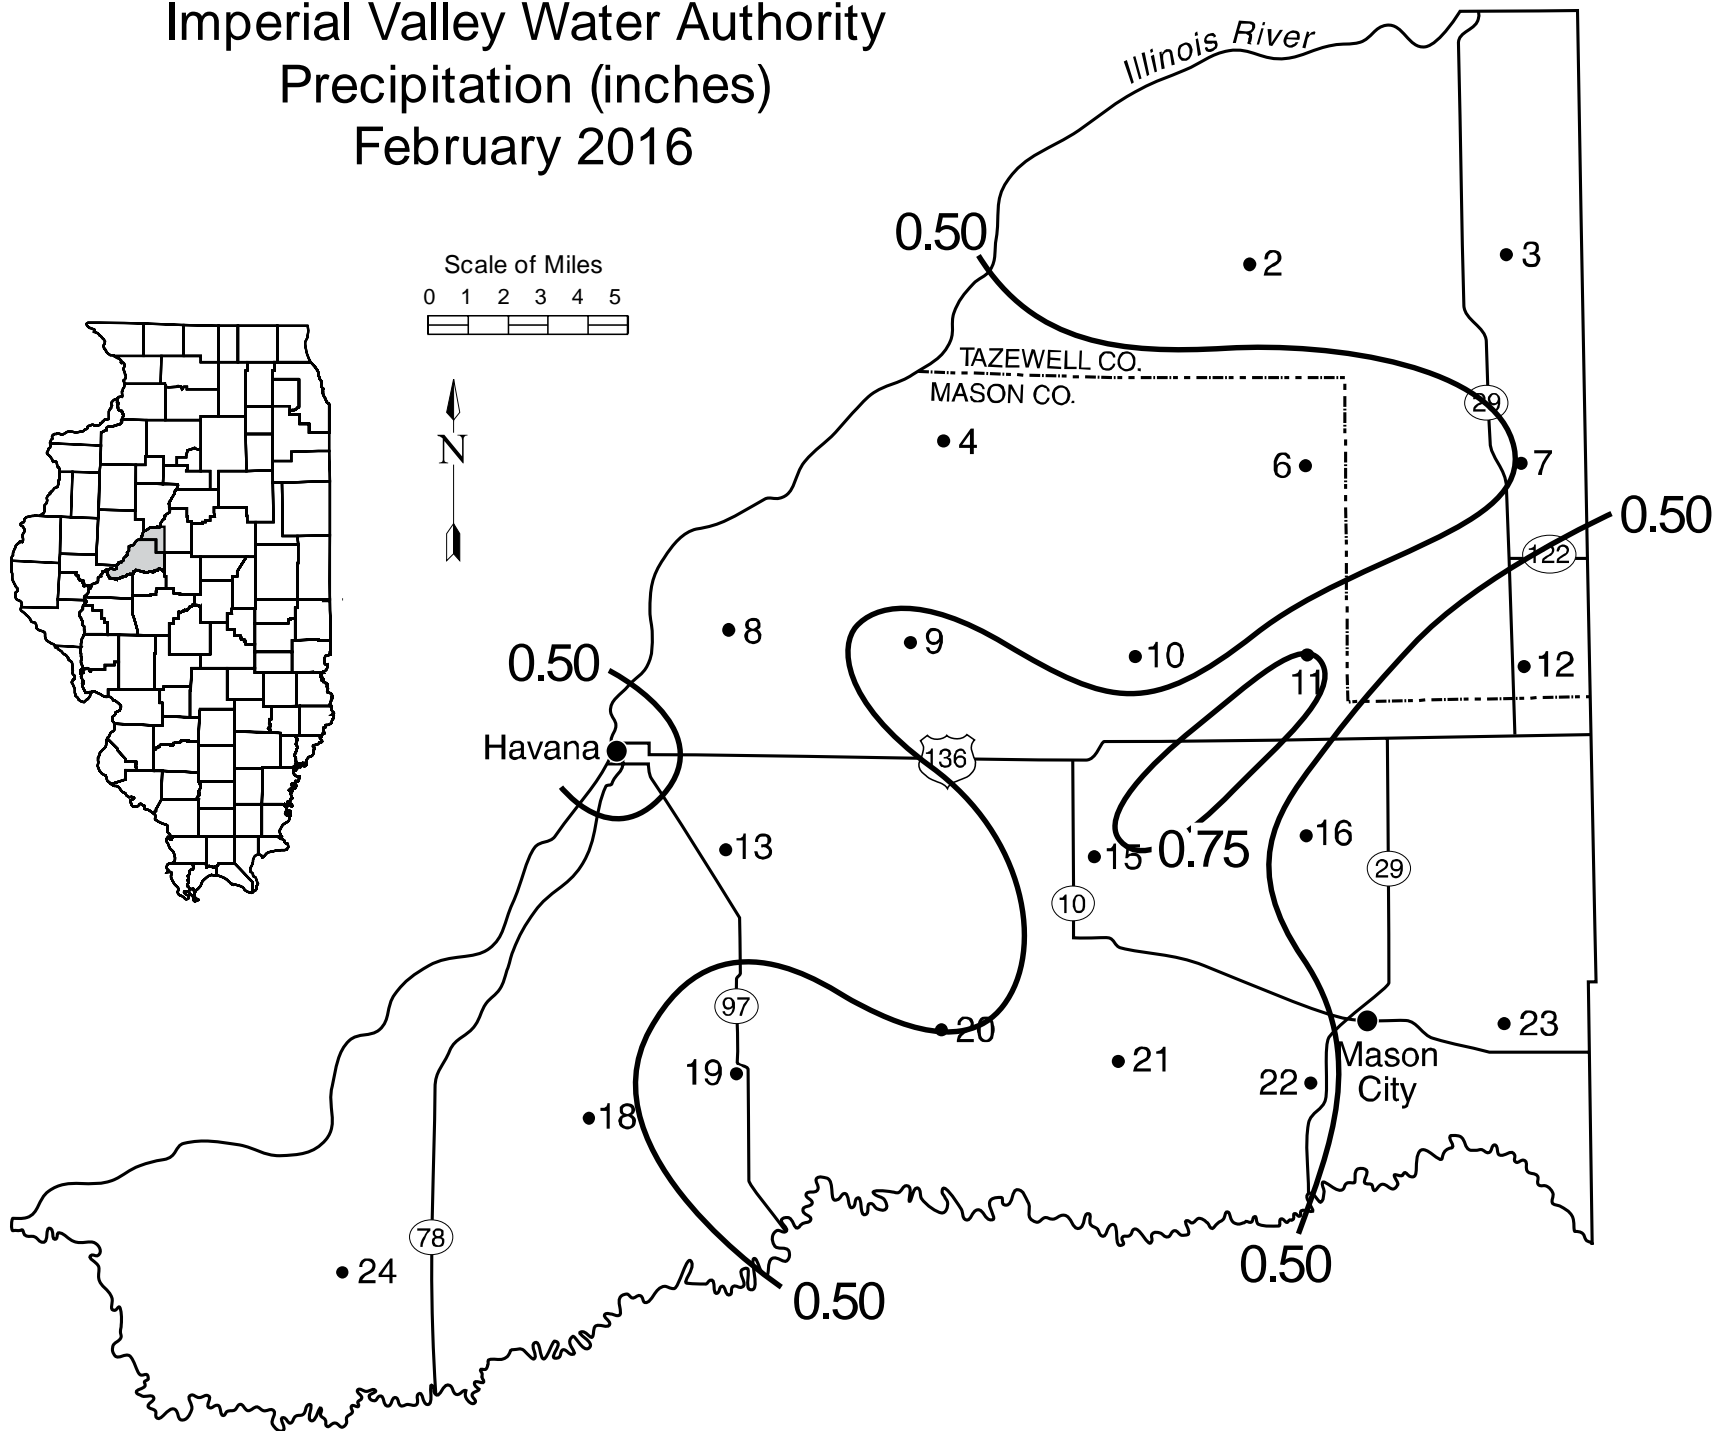 Imperial Valley Water Authority
Precipitation (inches)
February 2016
Illinois River
0.50
2
3
Scale of Miles
0 1 2 3 4 5
TAZEWELL CO.
MASON CO.
29
N
4
6
7
0.50
122
8
9
10
11
12
0.50
Havana
136
13
15
0.75
16
29
10
97
20
23
19
21
22
Mason
City
18
78
24
0.50
0.50